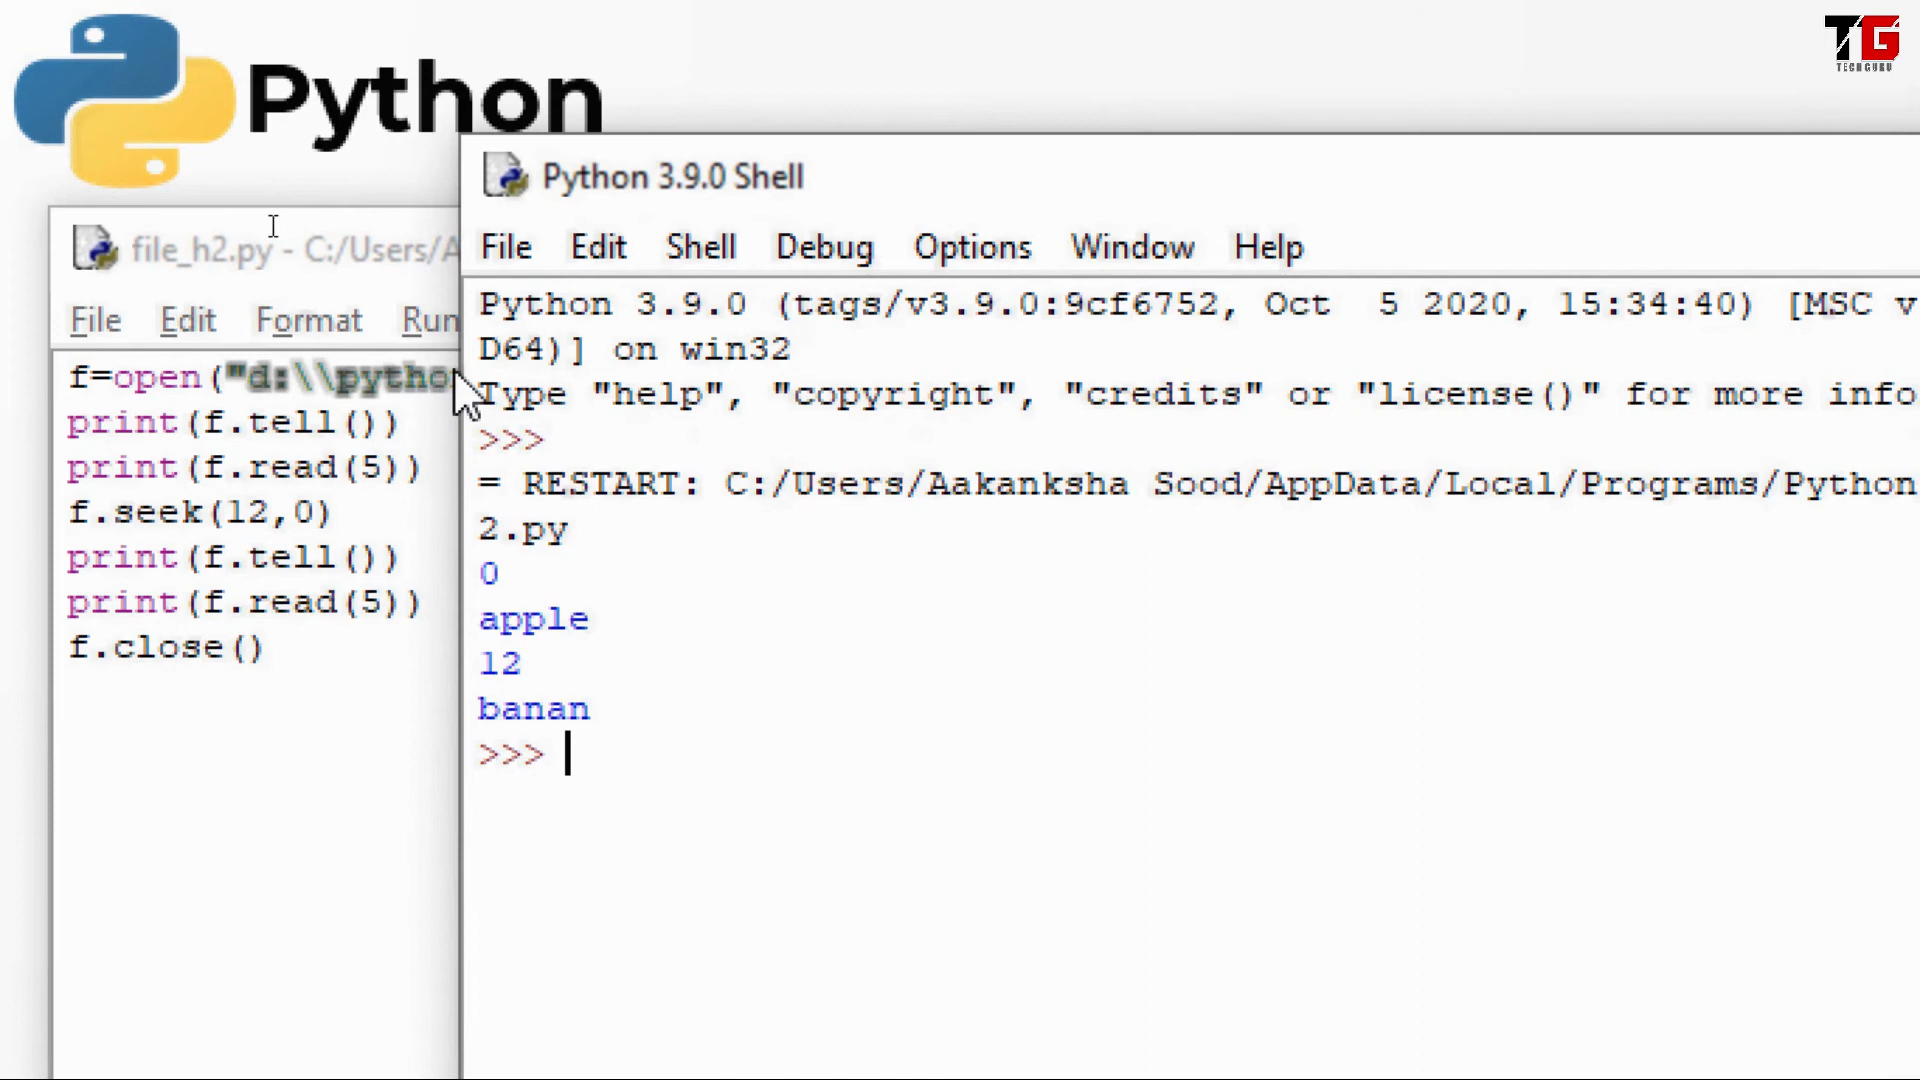 Python
TG
TECH GURU
Python 3.9.0 Shell
File Edit Shell Debug Options Window Help
Python 3.9.0 (tags/v3.9.0:9cf6752, Oct 5 2020, 15:34:40) [MSC v
D64)] on win32
Type "help", "copyright", "credits" or "license()" for more info
>>>
= RESTART: C:/Users/Aakanksha Sood/AppData/Local/Programs/Python
2.py
0
apple
12
banan
>>>
file_h2.py - C:/Users/A
File Edit Format Run
f=open("d:\\pytho
print(f.tell())
print(f.read(5))
f.seek(12,0)
print(f.tell())
print(f.read(5))
f.close()